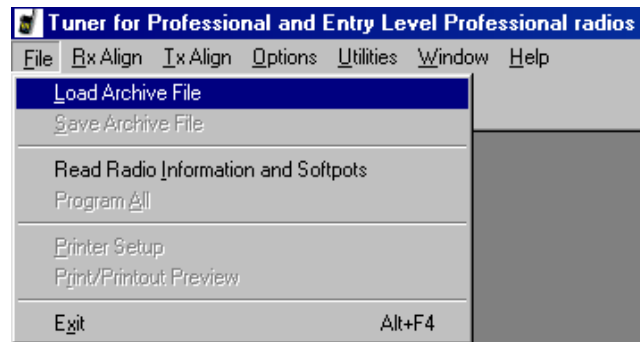 Tuner for Professional and Entry Level Professional radios
File Rx Align Tx Align Options Utilities Window Help
Load Archive File
Save Archive File
Read Radio Information and Softpots
Program All
Printer Setup
Print/Printout Preview
Exit Alt+F4